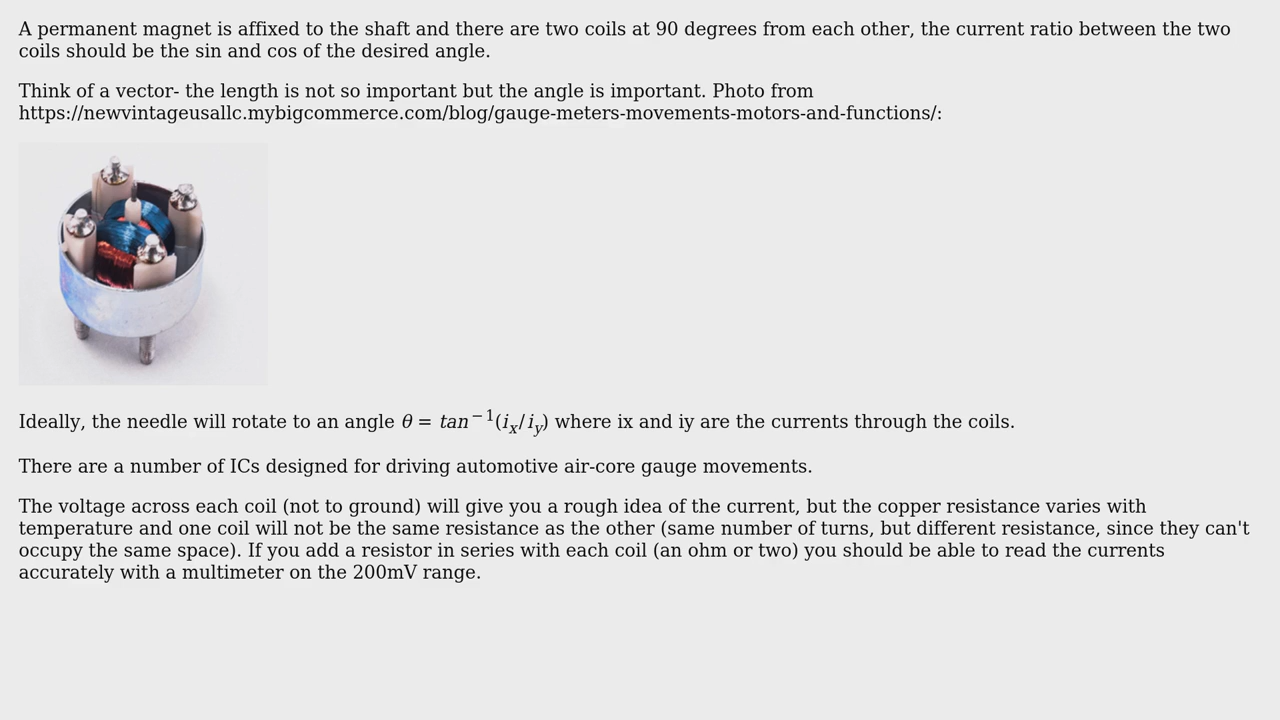 A permanent magnet is affixed to the shaft and there are two coils at 90 degrees from each other, the current ratio between the two
coils should be the sin and cos of the desired angle.
Think of a vector- the length is not so important but the angle is important. Photo from
https://newvintageusallc.mybigcommerce.com/blog/gauge-meters-movements-motors-and-functions/:
Ideally, the needle will rotate to an angle θ = tan⁻¹(iₓ/i_y) where ix and iy are the currents through the coils.
There are a number of ICs designed for driving automotive air-core gauge movements.
The voltage across each coil (not to ground) will give you a rough idea of the current, but the copper resistance varies with
temperature and one coil will not be the same resistance as the other (same number of turns, but different resistance, since they can't
occupy the same space). If you add a resistor in series with each coil (an ohm or two) you should be able to read the currents
accurately with a multimeter on the 200mV range.